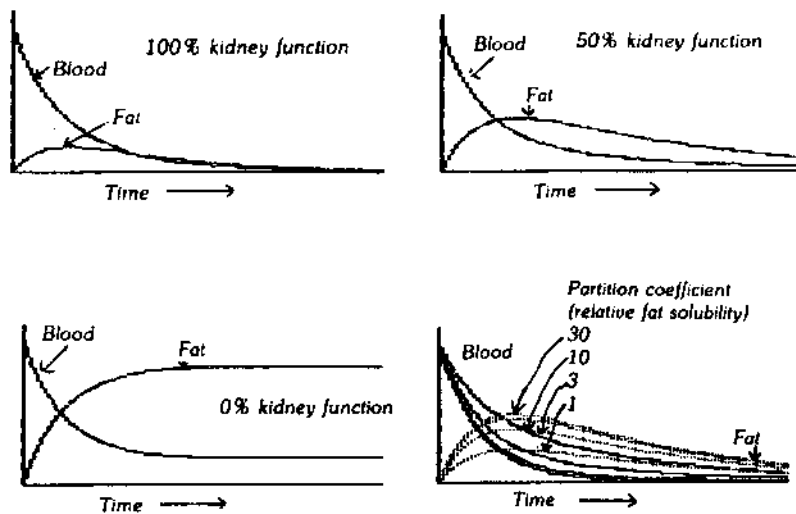 100% kidney function
Blood
Fat
Time
50% kidney function
Blood
Fat
Time
Blood
Fat
0% kidney function
Time
Partition coefficient
(relative fat solubility)
30
10
3
1
Blood
Fat
Time